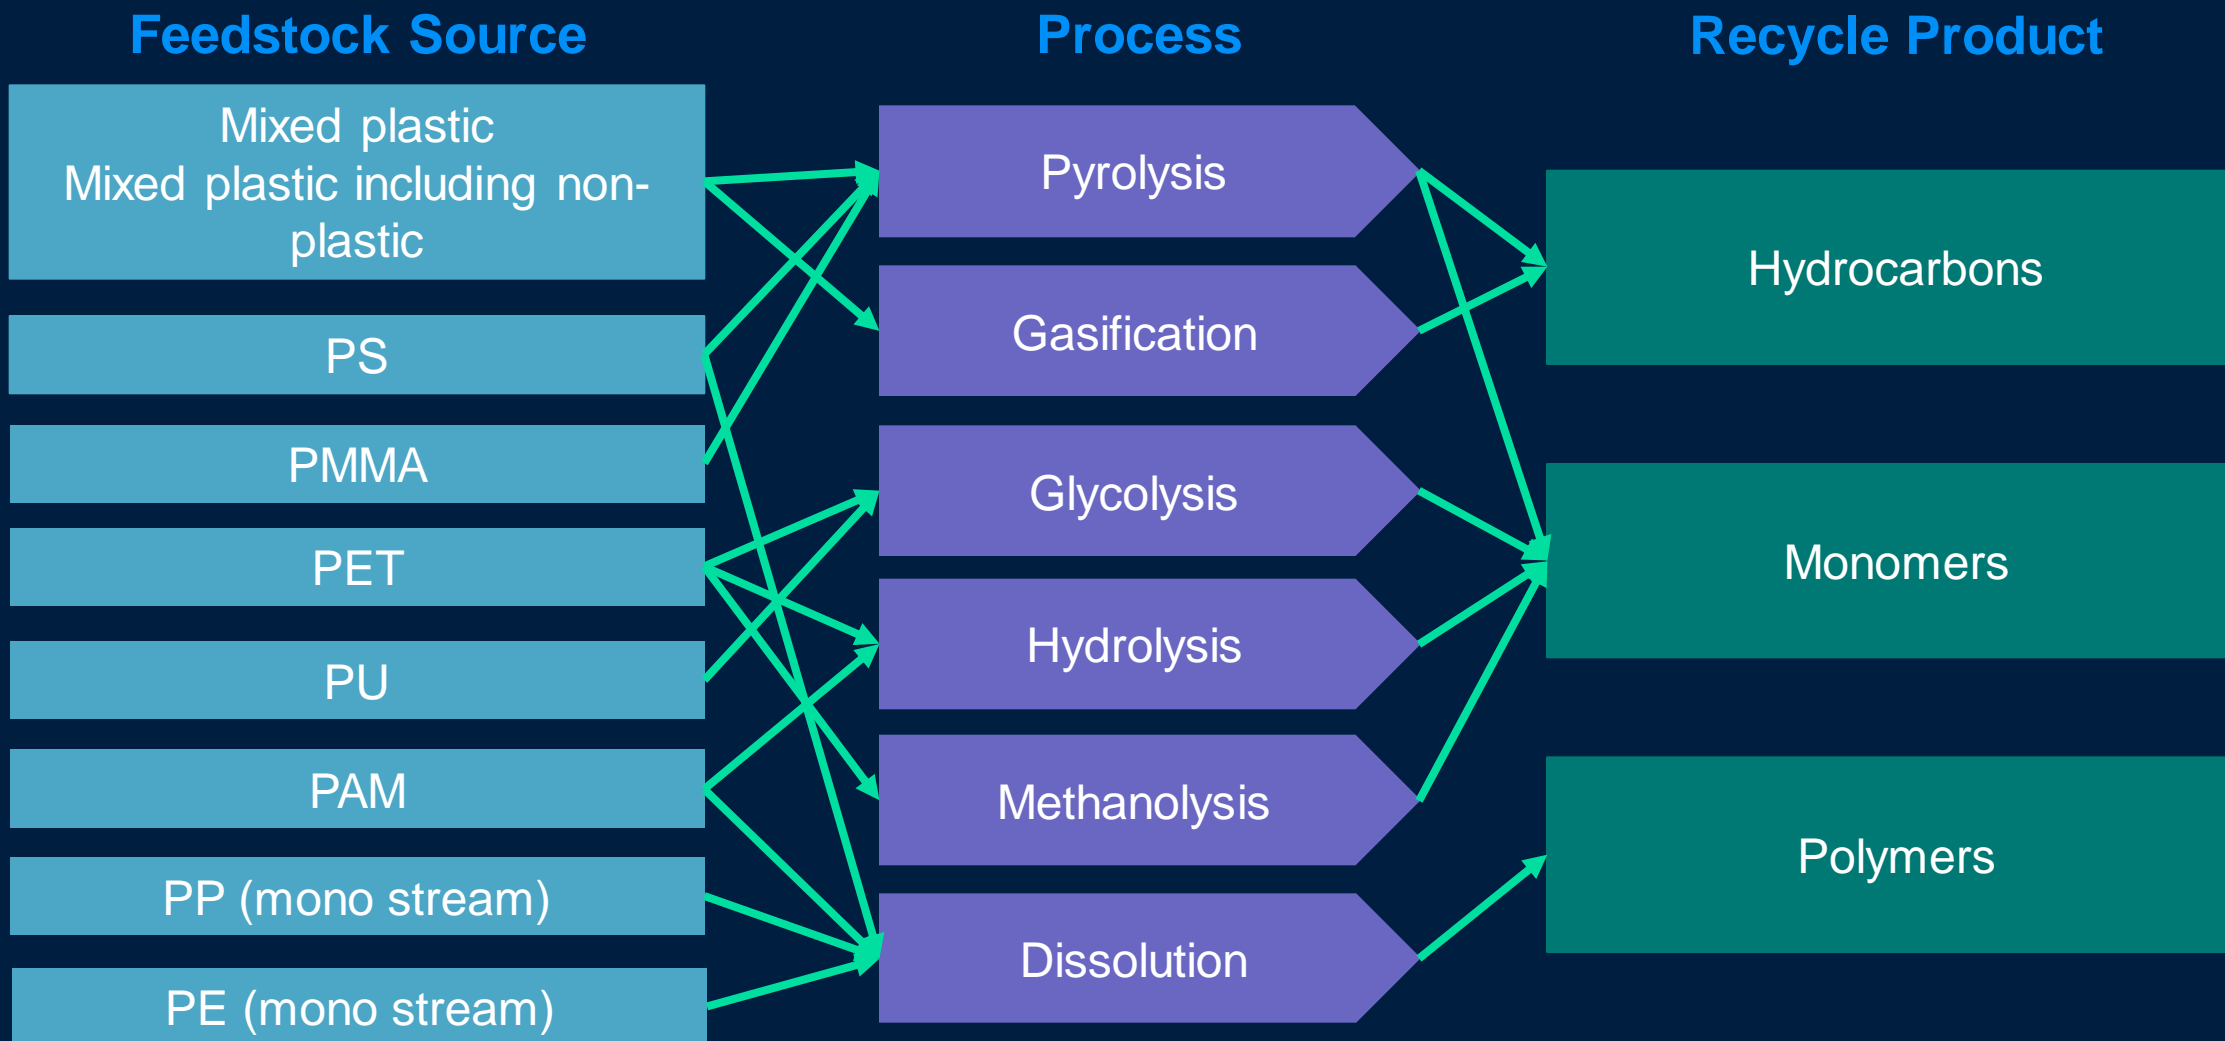 Feedstock Source
Process
Recycle Product
Mixed plastic
Mixed plastic including non-
plastic
PS
PMMA
PET
PU
PAM
PP (mono stream)
PE (mono stream)
Pyrolysis
Gasification
Glycolysis
Hydrolysis
Methanolysis
Dissolution
Hydrocarbons
Monomers
Polymers